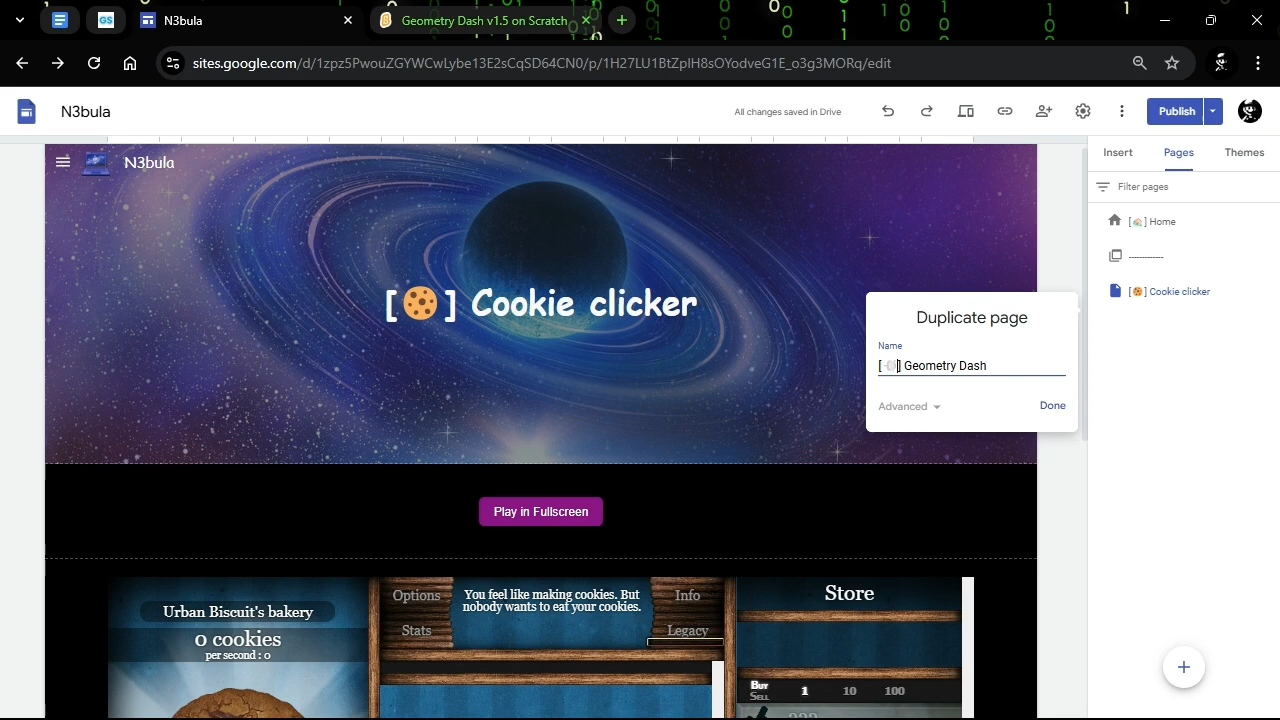 N3bula
Geometry Dash v1.5 on Scratch
sites.google.com/d/1zpz5PwouZGYWCwLybe13E2sCqSD64CN0/p/1H27LU1BtZpIH8sOYodveG1E_o3g3MORq/edit
N3bula
All changes saved in Drive
Publish
Insert Pages Themes
Filter pages
[🏠] Home
-------------
[🍪] Cookie clicker
N3bula
[🍪] Cookie clicker
Duplicate page
Name
[ ] Geometry Dash
Advanced
Done
Play in Fullscreen
Urban Biscuit's bakery
0 cookies
per second : 0
Options
Stats
You feel like making cookies. But
nobody wants to eat your cookies.
Info
Legacy
Store
Buy
Sell
1 10 100
???